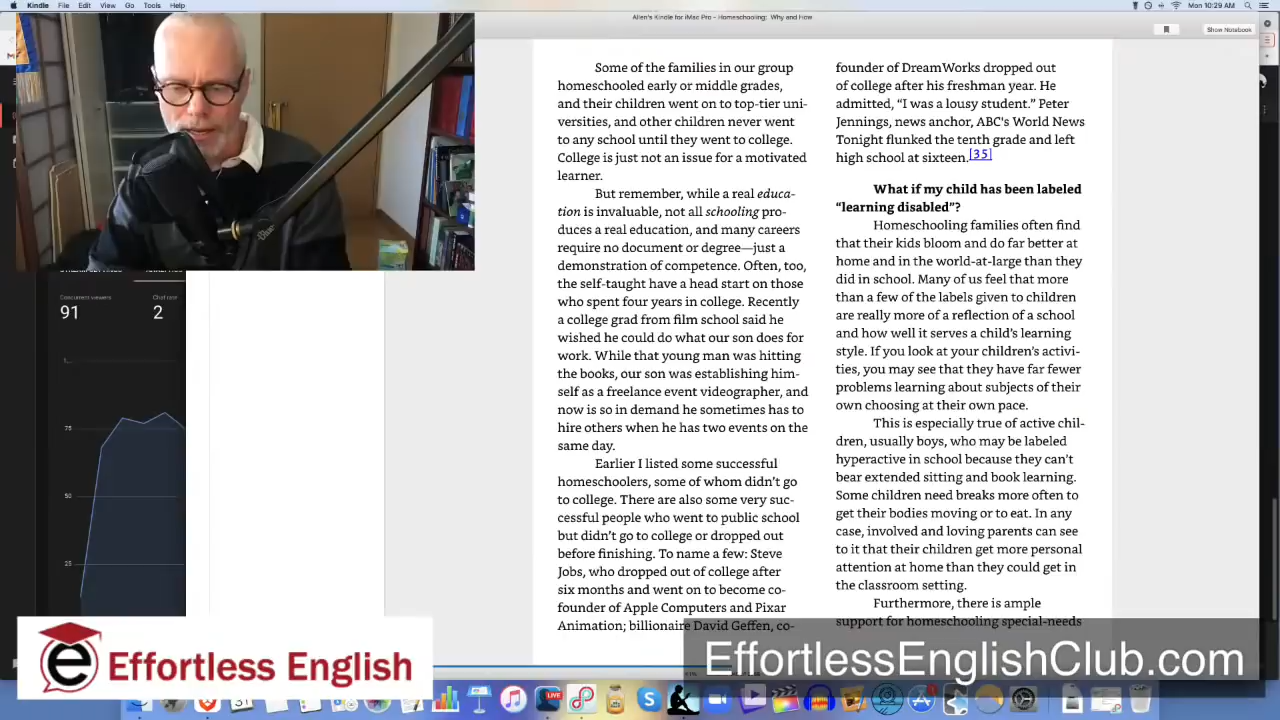 Kindle File Edit View Go Tools Help
Mon 10:29 AM
Allen's Kindle for iMac Pro - Homeschooling: Why and How
Show Notebook
Some of the families in our group
homeschooled early or middle grades,
and their children went on to top-tier uni-
versities, and other children never went
to any school until they went to college.
College is just not an issue for a motivated
learner.
But remember, while a real educa-
tion is invaluable, not all schooling pro-
duces a real education, and many careers
require no document or degree—just a
demonstration of competence. Often, too,
the self-taught have a head start on those
who spent four years in college. Recently
a college grad from film school said he
wished he could do what our son does for
work. While that young man was hitting
the books, our son was establishing him-
self as a freelance event videographer, and
now is so in demand he sometimes has to
hire others when he has two events on the
same day.
Earlier I listed some successful
homeschoolers, some of whom didn't go
to college. There are also some very suc-
cessful people who went to public school
but didn't go to college or dropped out
before finishing. To name a few: Steve
Jobs, who dropped out of college after
six months and went on to become co-
founder of Apple Computers and Pixar
Animation; billionaire David Geffen, co-
founder of DreamWorks dropped out
of college after his freshman year. He
admitted, "I was a lousy student." Peter
Jennings, news anchor, ABC's World News
Tonight flunked the tenth grade and left
high school at sixteen.[35]
What if my child has been labeled
"learning disabled"?
Homeschooling families often find
that their kids bloom and do far better at
home and in the world-at-large than they
did in school. Many of us feel that more
than a few of the labels given to children
are really more of a reflection of a school
and how well it serves a child's learning
style. If you look at your children's activi-
ties, you may see that they have far fewer
problems learning about subjects of their
own choosing at their own pace.
This is especially true of active chil-
dren, usually boys, who may be labeled
hyperactive in school because they can't
bear extended sitting and book learning.
Some children need breaks more often to
get their bodies moving or to eat. In any
case, involved and loving parents can see
to it that their children get more personal
attention at home than they could get in
the classroom setting.
Furthermore, there is ample
support for homeschooling special-needs
Concurrent viewers
Chat rate
91
2
75
50
25
Effortless English
EffortlessEnglishClub.com
LIVE